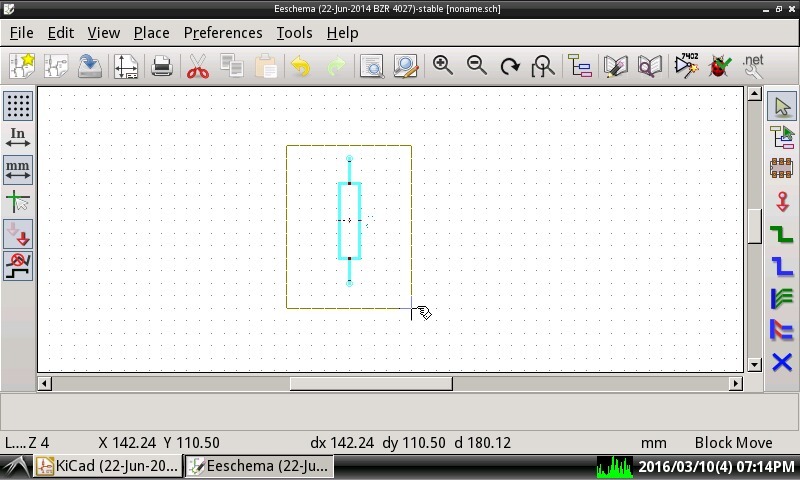 Eeschema (22-Jun-2014 BZR 4027)-stable [noname.sch]
File Edit View Place Preferences Tools Help
7402
.net
In
mm
L....Z 4 X 142.24 Y 110.50 dx 142.24 dy 110.50 d 180.12 mm Block Move
KiCad (22-Jun-20... Eeschema (22-Ju... 2016/03/10(4) 07:14PM